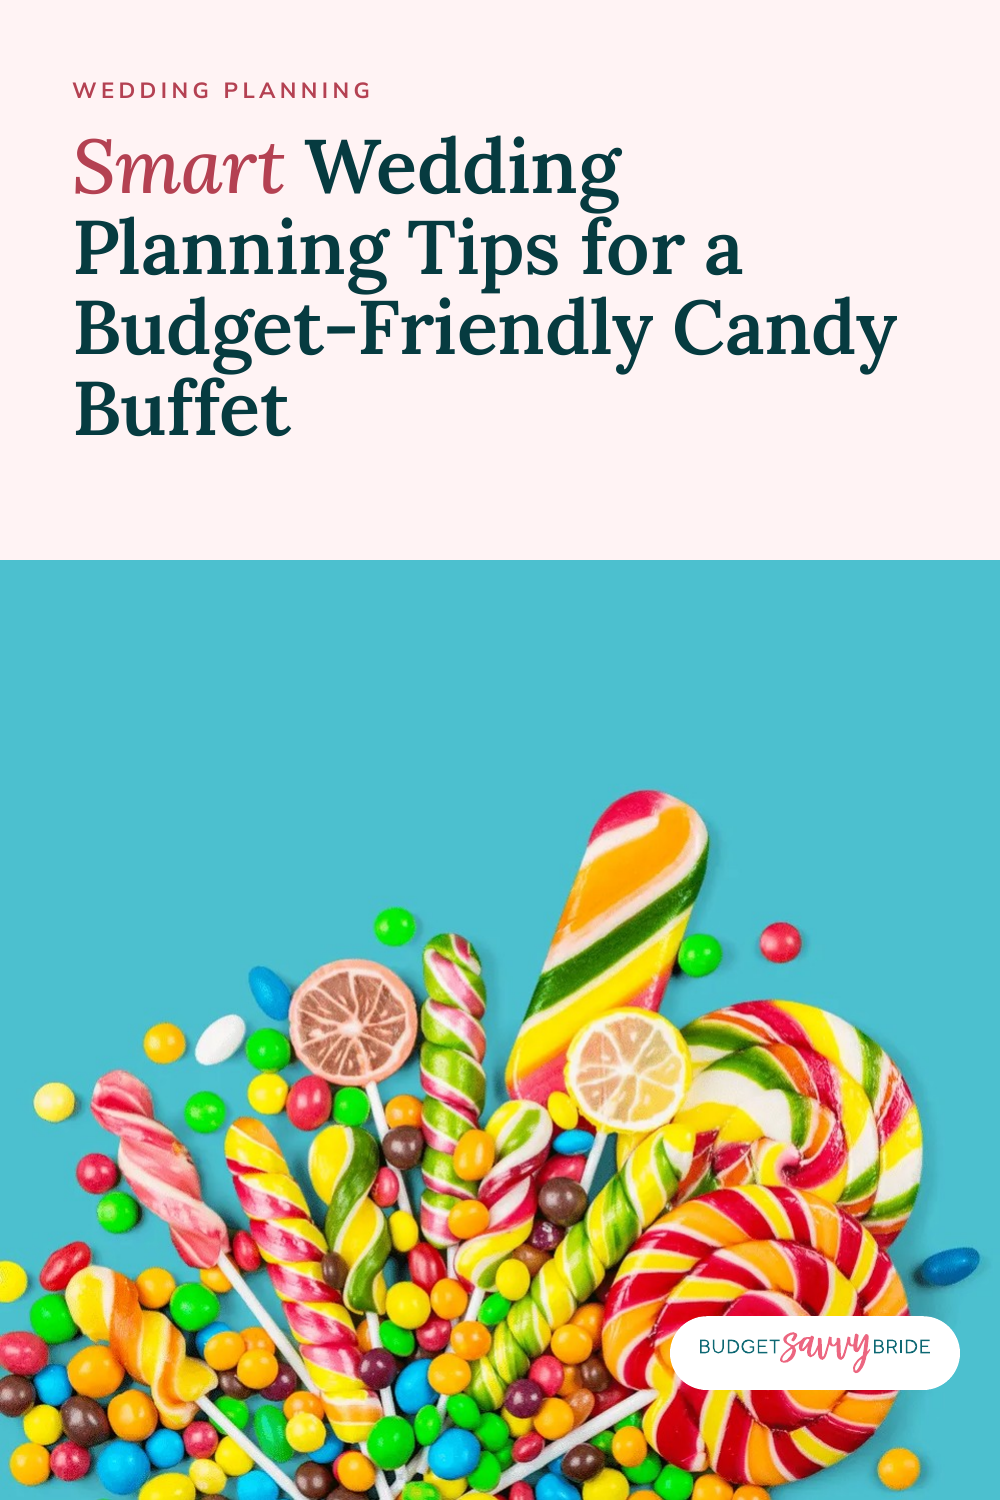 WEDDING PLANNING
Smart Wedding
Planning Tips for a
Budget-Friendly Candy
Buffet
BUDGET savvy BRIDE